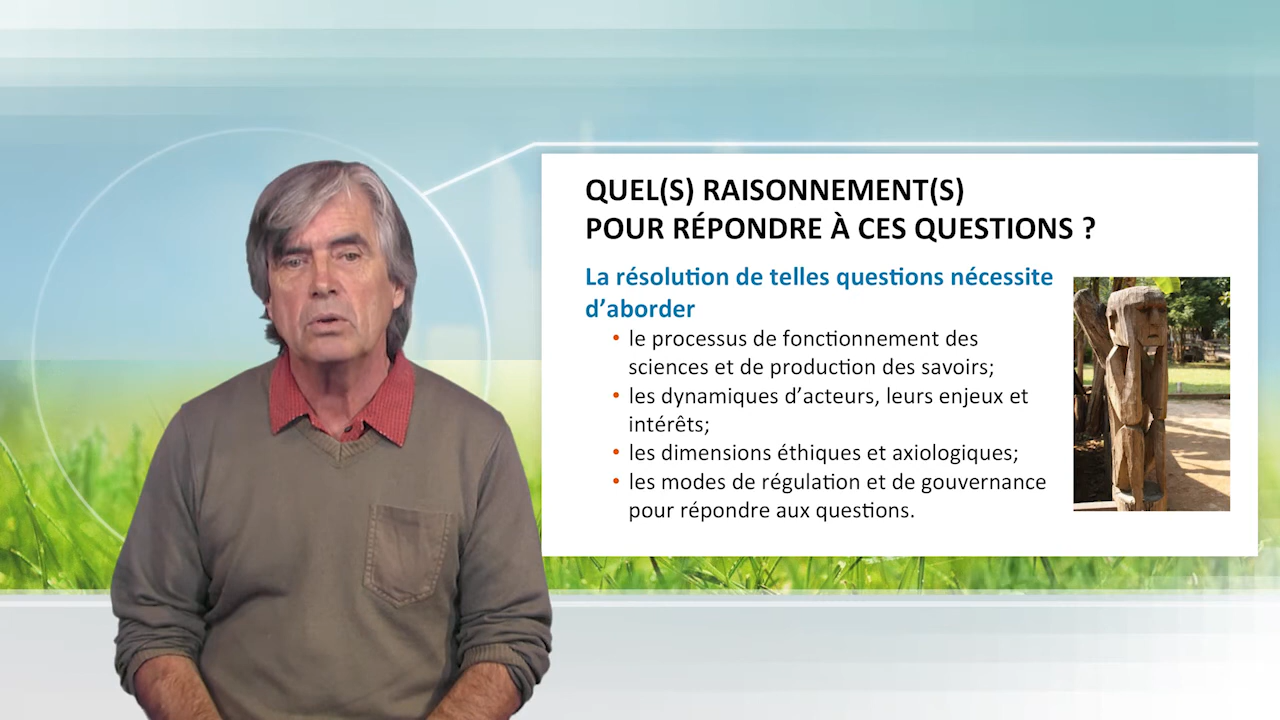 QUEL(S) RAISONNEMENT(S)
POUR RÉPONDRE À CES QUESTIONS ?
La résolution de telles questions nécessite
d’aborder
• le processus de fonctionnement des
sciences et de production des savoirs;
• les dynamiques d’acteurs, leurs enjeux et
intérêts;
• les dimensions éthiques et axiologiques;
• les modes de régulation et de gouvernance
pour répondre aux questions.